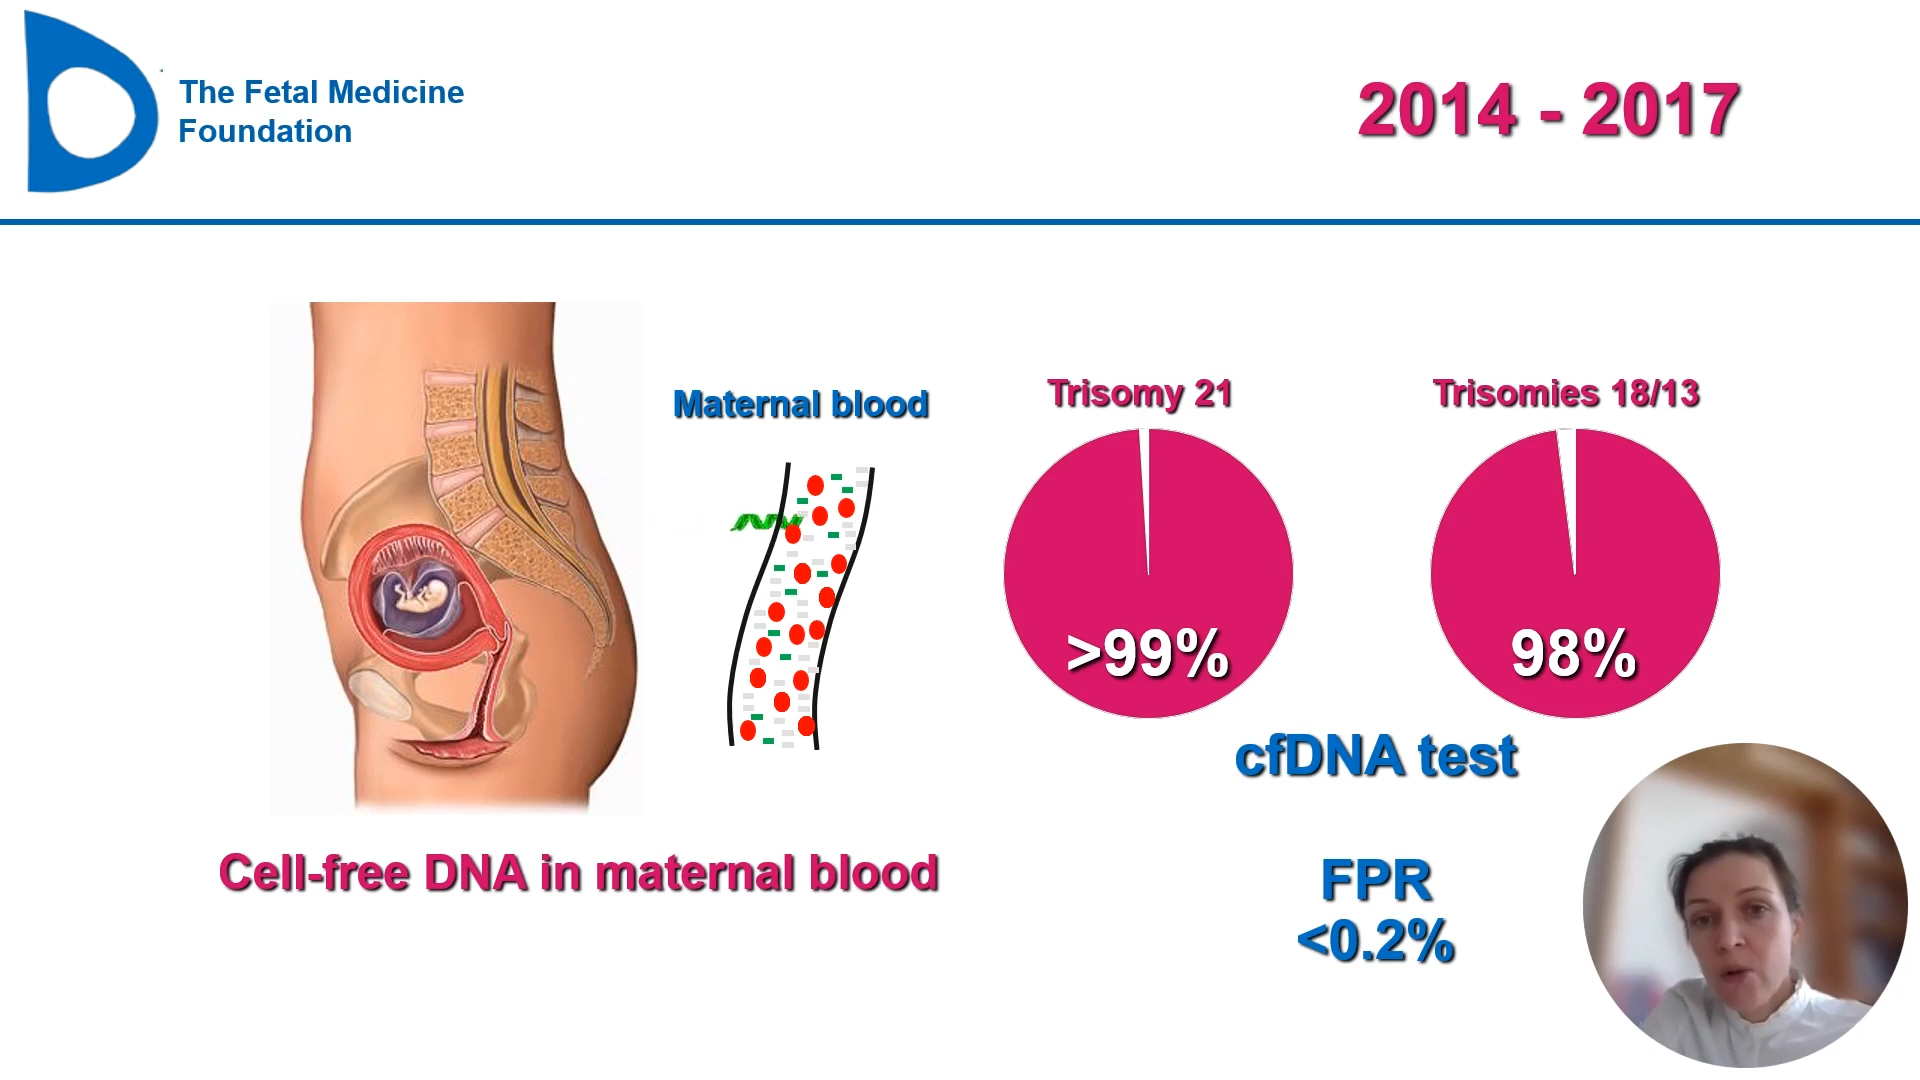 The Fetal Medicine
Foundation
2014 - 2017
Maternal blood
Trisomy 21
Trisomies 18/13
>99%
98%
cfDNA test
Cell-free DNA in maternal blood
FPR
<0.2%